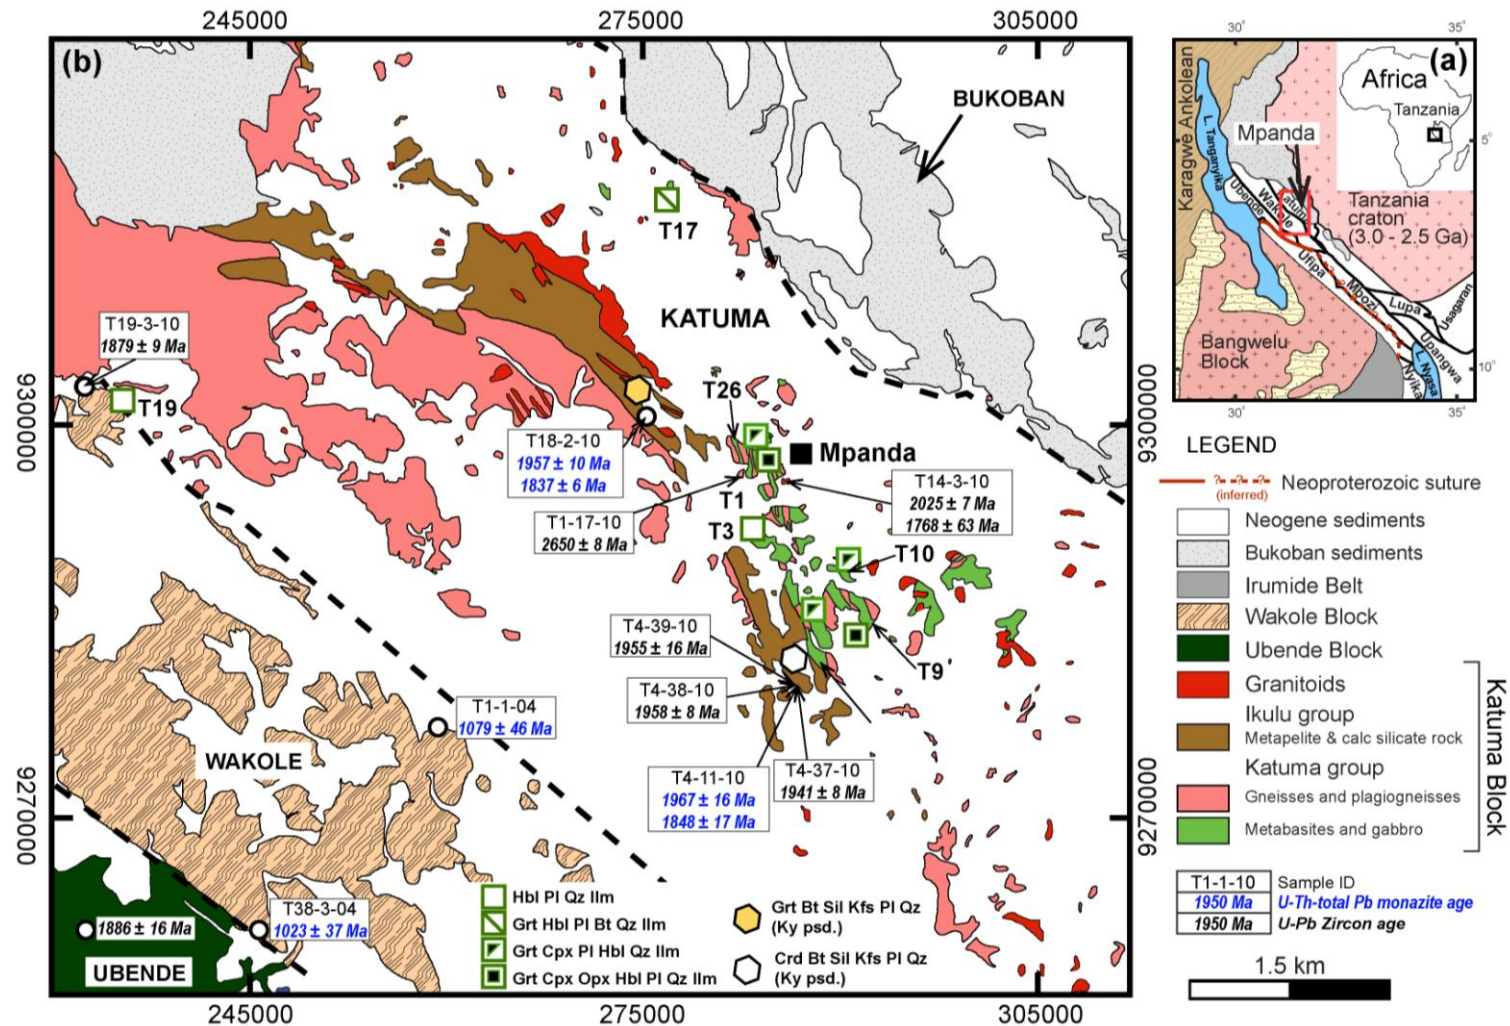 245000
275000
305000
(b)
BUKOBAN
T17
KATUMA
T19-3-10
1879 ± 9 Ma
T19
T26
Mpanda
T18-2-10
1957 ± 10 Ma
1837 ± 6 Ma
T14-3-10
2025 ± 7 Ma
1768 ± 63 Ma
T1
T1-17-10
2650 ± 8 Ma
T3
T10
T4-39-10
1955 ± 16 Ma
T9
T4-38-10
1958 ± 8 Ma
T1-1-04
1079 ± 46 Ma
WAKOLE
T4-11-10
1967 ± 16 Ma
1848 ± 17 Ma
T4-37-10
1941 ± 8 Ma
T38-3-04
1023 ± 37 Ma
1886 ± 16 Ma
UBENDE
Hbl Pl Qz Ilm
Grt Hbl Pl Bt Qz Ilm
Grt Cpx Pl Hbl Qz Ilm
Grt Cpx Opx Hbl Pl Qz Ilm
Grt Bt Sil Kfs Pl Qz
(Ky psd.)
Crd Bt Sil Kfs Pl Qz
(Ky psd.)
9300000
9270000
9300000
9270000
245000
275000
305000
30°
35°
(a)
Africa
Tanzania
Mpanda
5°
Karagwe Ankolean
L. Tanganyika
Ubende
Wakole
Katuma
Tanzania
craton
(3.0 - 2.5 Ga)
Ufipa
Mbozi
Lupa
Usagaran
Upangwa
Bangwelu
Block
Nyika
L. Nyasa
10°
30°
35°
LEGEND
? ? ?
(inferred)
Neoproterozoic suture
Neogene sediments
Bukoban sediments
Irumide Belt
Wakole Block
Ubende Block
Granitoids
Ikulu group
Metapelite & calc silicate rock
Katuma group
Gneisses and plagiogneisses
Metabasites and gabbro
Katuma Block
T1-1-10 Sample ID
1950 Ma U-Th-total Pb monazite age
1950 Ma U-Pb Zircon age
1.5 km